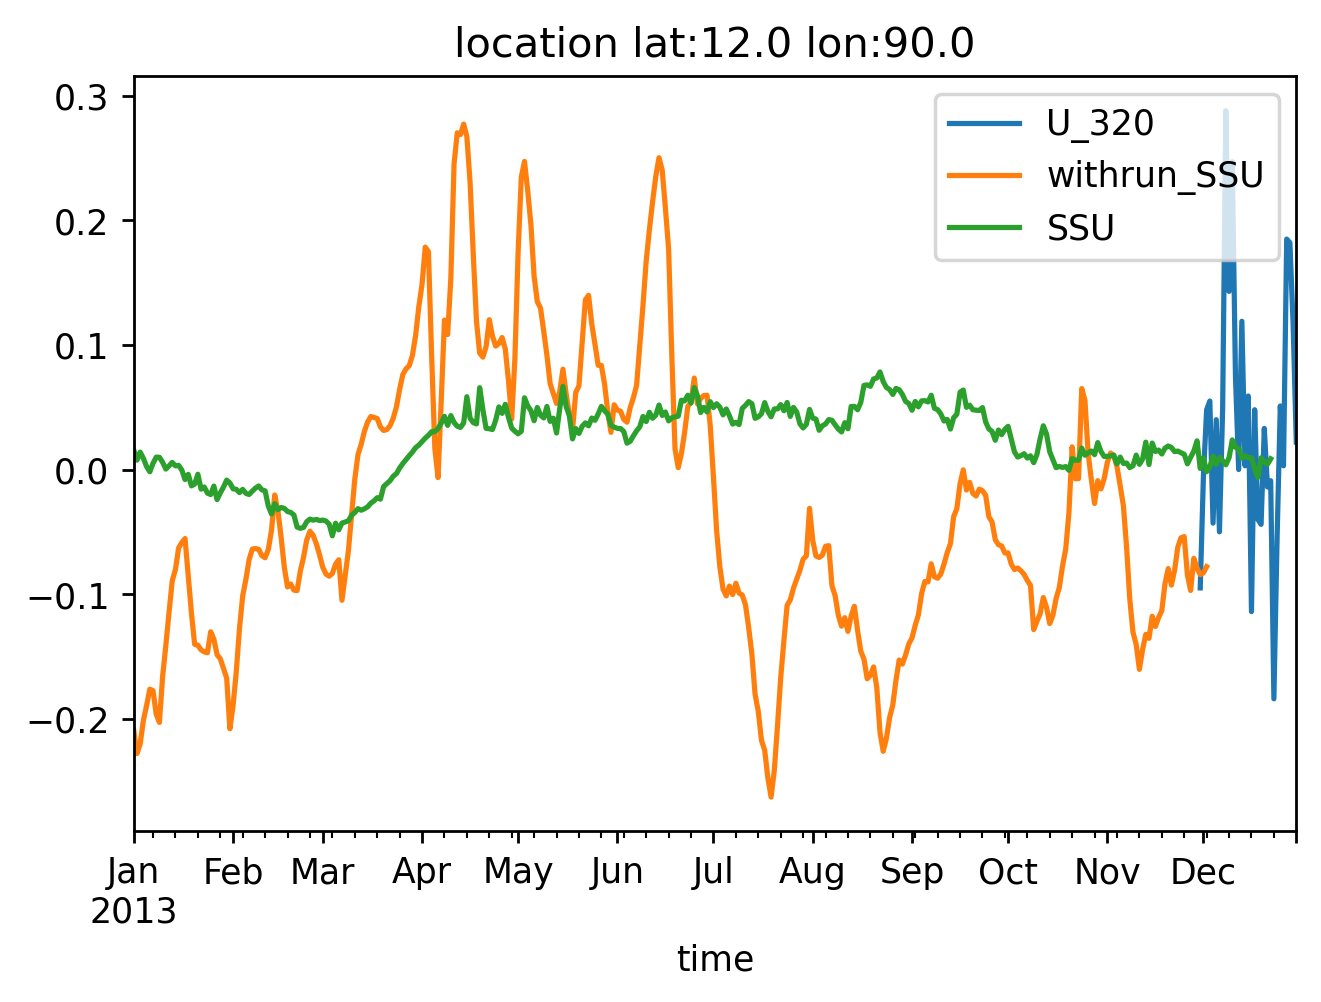 location lat:12.0 lon:90.0
0.3
0.2
0.1
0.0
−0.1
−0.2
U_320
withrun_SSU
SSU
Jan Feb Mar Apr May Jun Jul Aug Sep Oct Nov Dec
2013
time